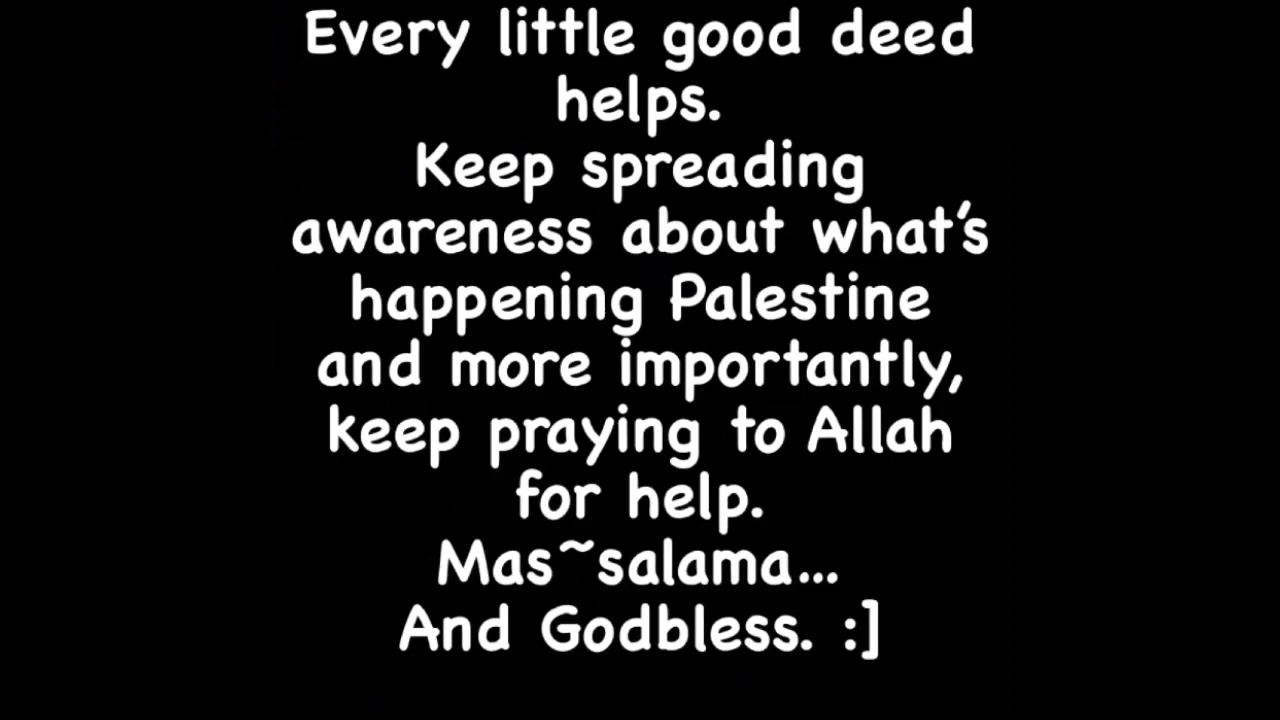 Every little good deed
helps.
Keep spreading
awareness about what's
happening Palestine
and more importantly,
keep praying to Allah
for help.
Mas~salama...
And Godbless. :]